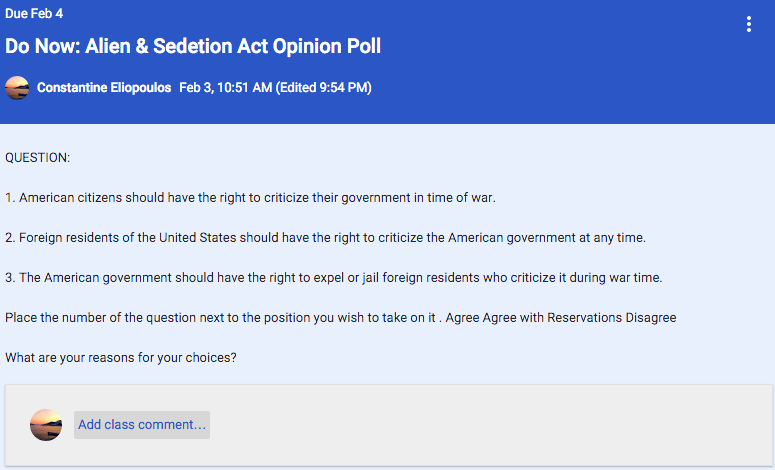 Due Feb 4
Do Now: Alien & Sedetion Act Opinion Poll
Constantine Eliopoulos Feb 3, 10:51 AM (Edited 9:54 PM)
QUESTION:
1. American citizens should have the right to criticize their government in time of war.
2. Foreign residents of the United States should have the right to criticize the American government at any time.
3. The American government should have the right to expel or jail foreign residents who criticize it during war time.
Place the number of the question next to the position you wish to take on it . Agree Agree with Reservations Disagree
What are your reasons for your choices?
Add class comment...